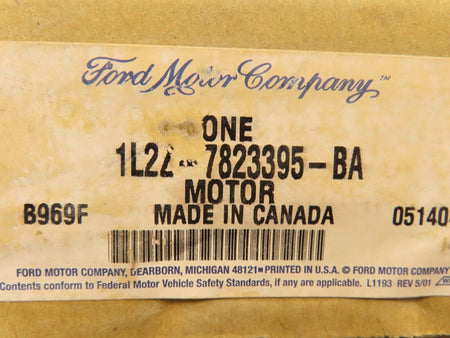 Ford Motor Company™
ONE
1L2Z-7823395-BA
MOTOR
B969F MADE IN CANADA 05140
FORD MOTOR COMPANY, DEARBORN, MICHIGAN 48121 ■ PRINTED IN U.S.A. © FORD MOTOR COMPANY
Contents conform to Federal Motor Vehicle Safety Standards, if any are applicable. L1193 REV 5/01